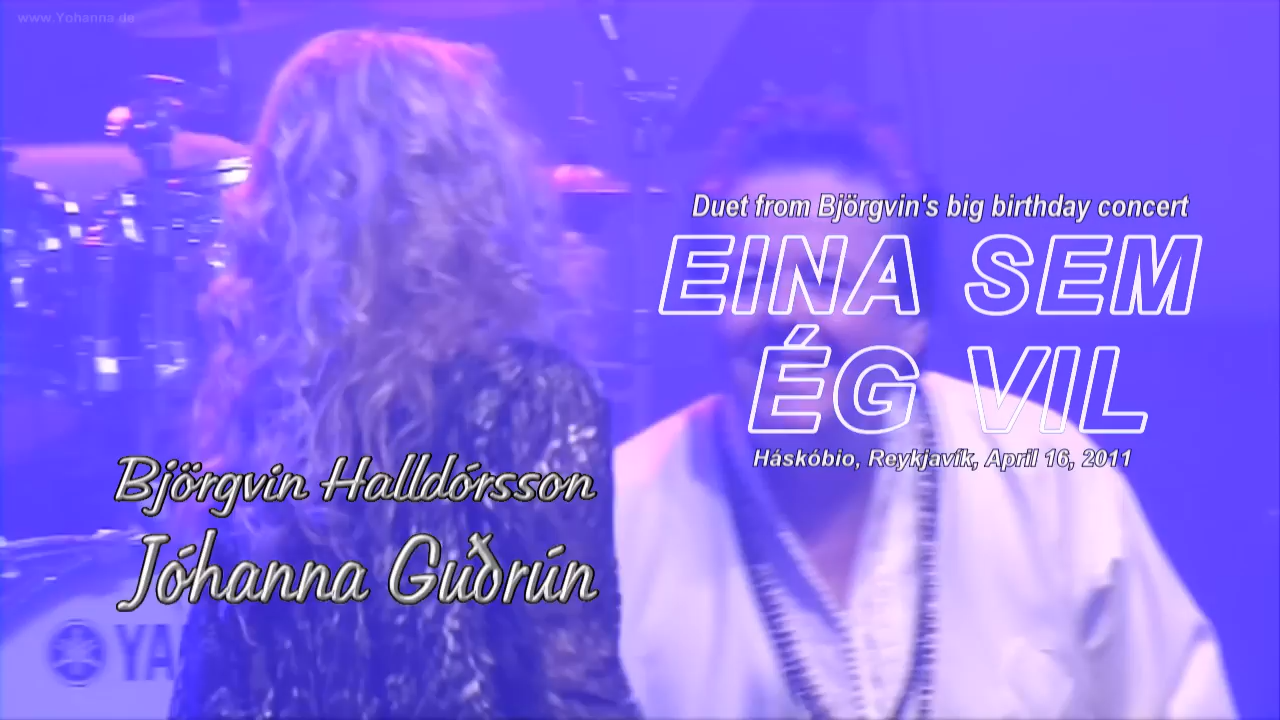 www.Yohanna.de
Duet from Björgvin's big birthday concert
EINA SEM
ÉG VIL
Háskóbio, Reykjavík, April 16, 2011
Björgvin Halldórsson
Jóhanna Guðrún
YA